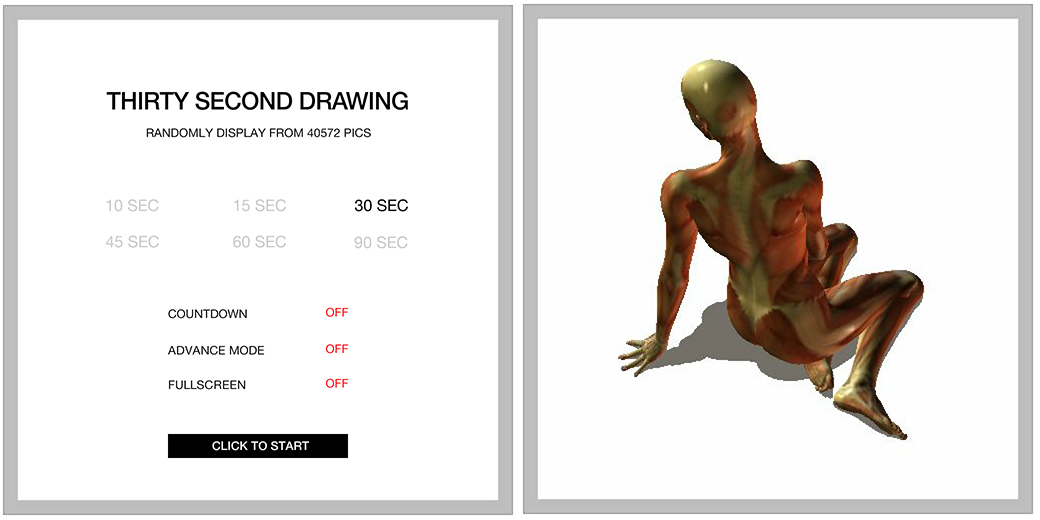 THIRTY SECOND DRAWING
RANDOMLY DISPLAY FROM 40572 PICS
10 SEC 15 SEC 30 SEC
45 SEC 60 SEC 90 SEC
COUNTDOWN OFF
ADVANCE MODE OFF
FULLSCREEN OFF
CLICK TO START